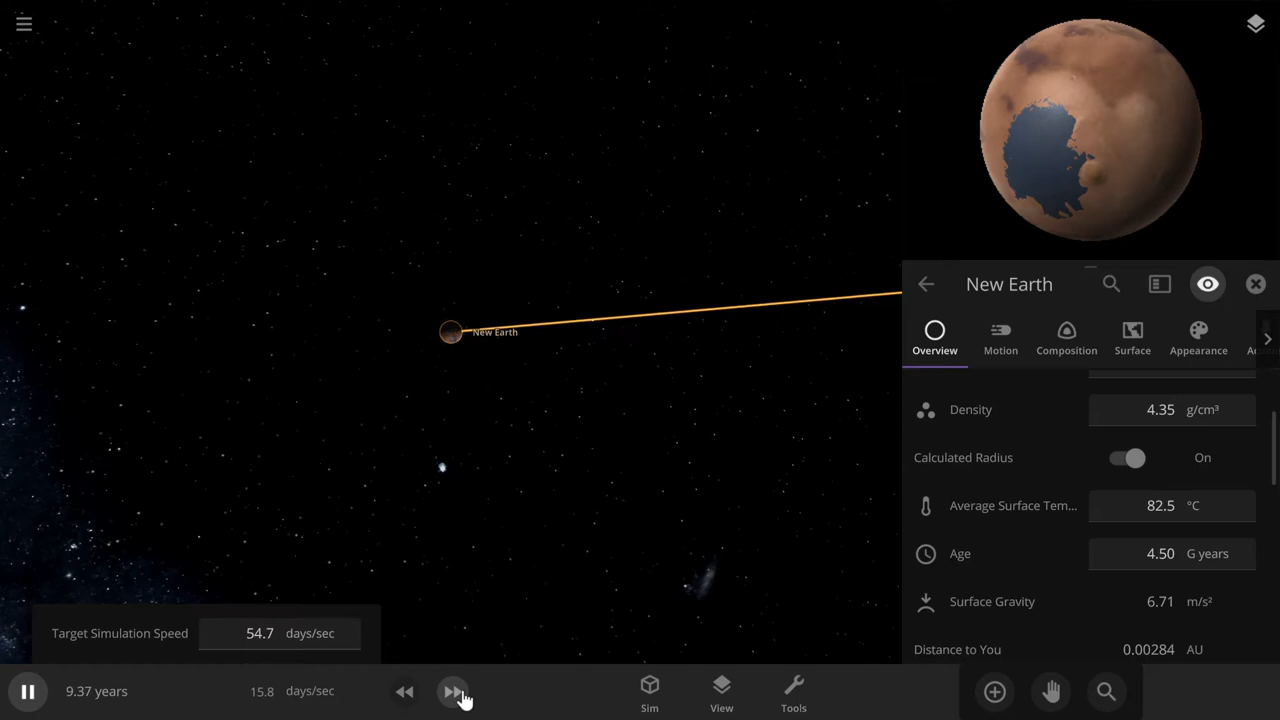 New Earth
New Earth
Overview
Motion
Composition
Surface
Appearance
Density 4.35 g/cm³
Calculated Radius On
Average Surface Tem... 82.5 °C
Age 4.50 G years
Surface Gravity 6.71 m/s²
Distance to You 0.00284 AU
Target Simulation Speed 54.7 days/sec
9.37 years 15.8 days/sec
Sim
View
Tools